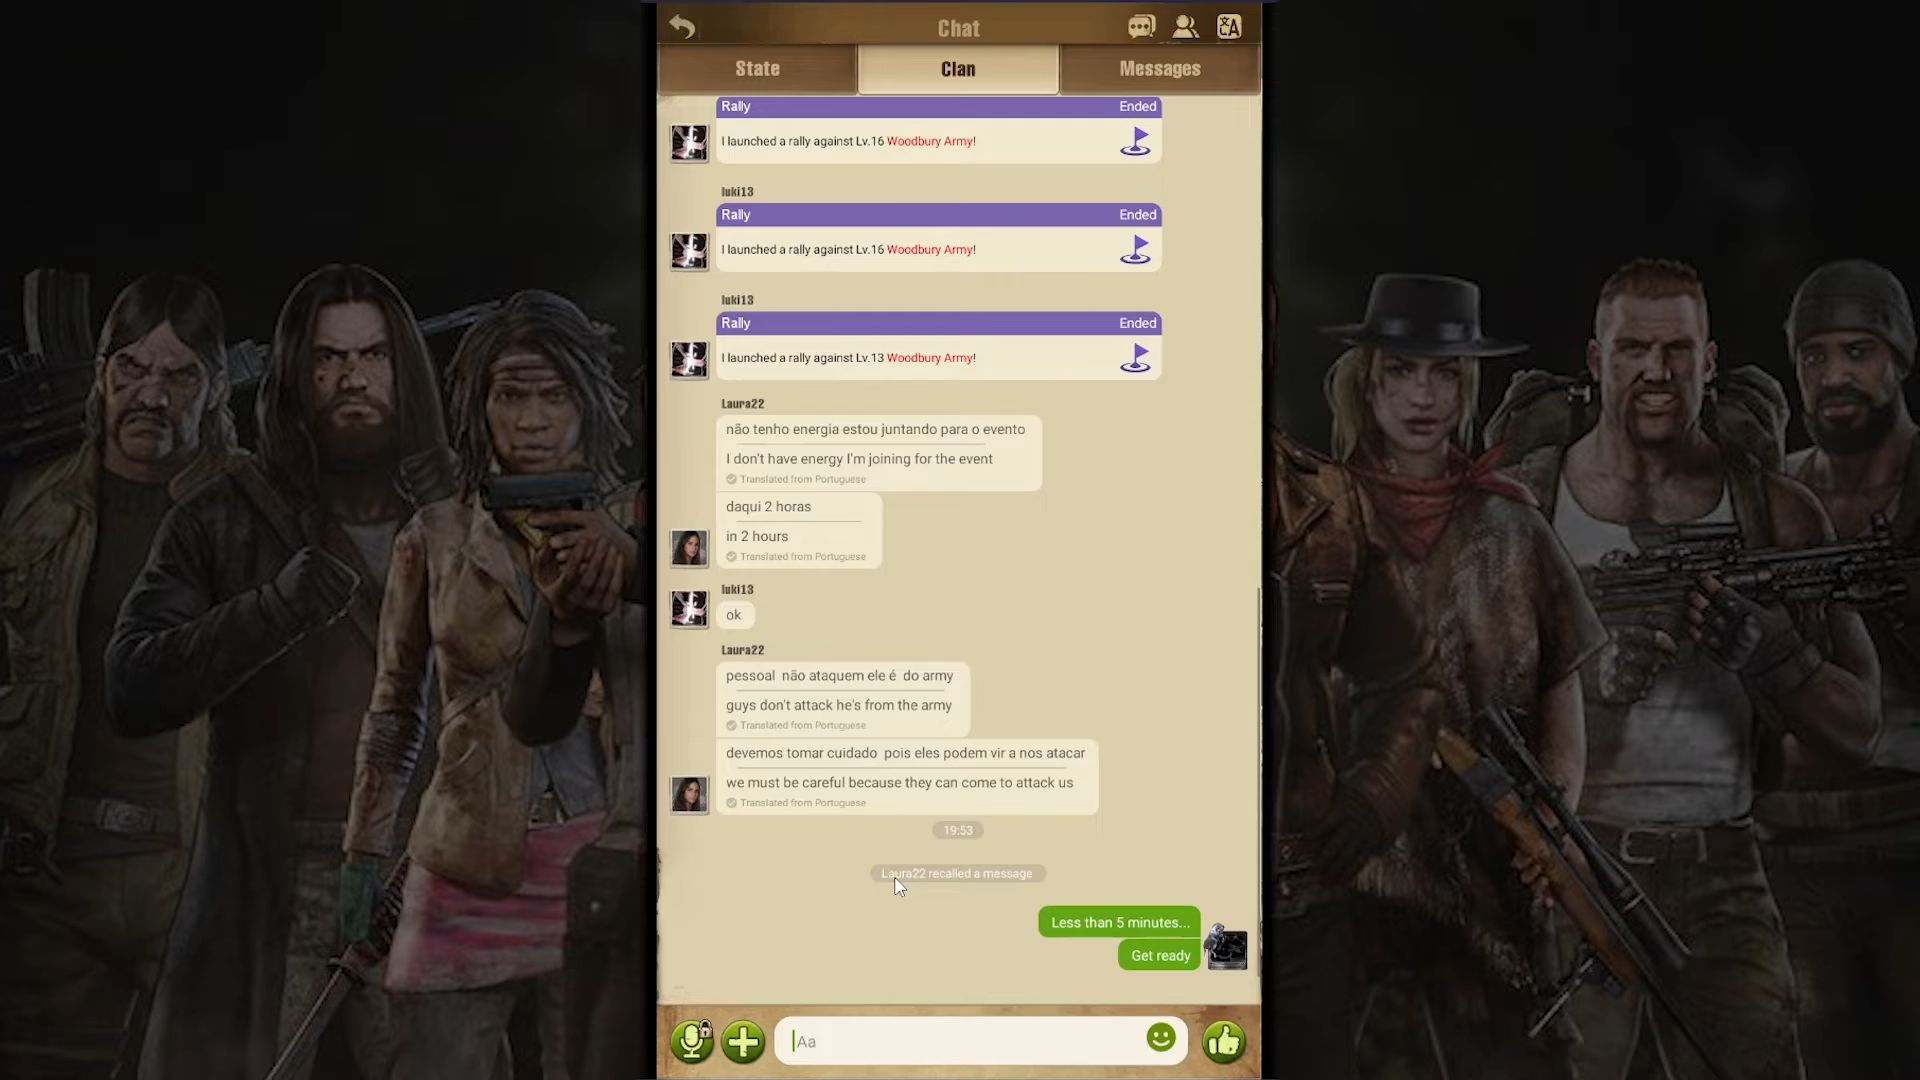 Chat
State
Clan
Messages
Rally Ended
I launched a rally against Lv.16 Woodbury Army!
luki13
Rally Ended
I launched a rally against Lv.16 Woodbury Army!
luki13
Rally Ended
I launched a rally against Lv.13 Woodbury Army!
Laura22
não tenho energia estou juntando para o evento
I don't have energy I'm joining for the event
Translated from Portuguese
daqui 2 horas
in 2 hours
Translated from Portuguese
luki13
ok
Laura22
pessoal não ataquem ele é do army
guys don't attack he's from the army
Translated from Portuguese
devemos tomar cuidado pois eles podem vir a nos atacar
we must be careful because they can come to attack us
Translated from Portuguese
19:53
Laura22 recalled a message
Less than 5 minutes...
Get ready
Aa